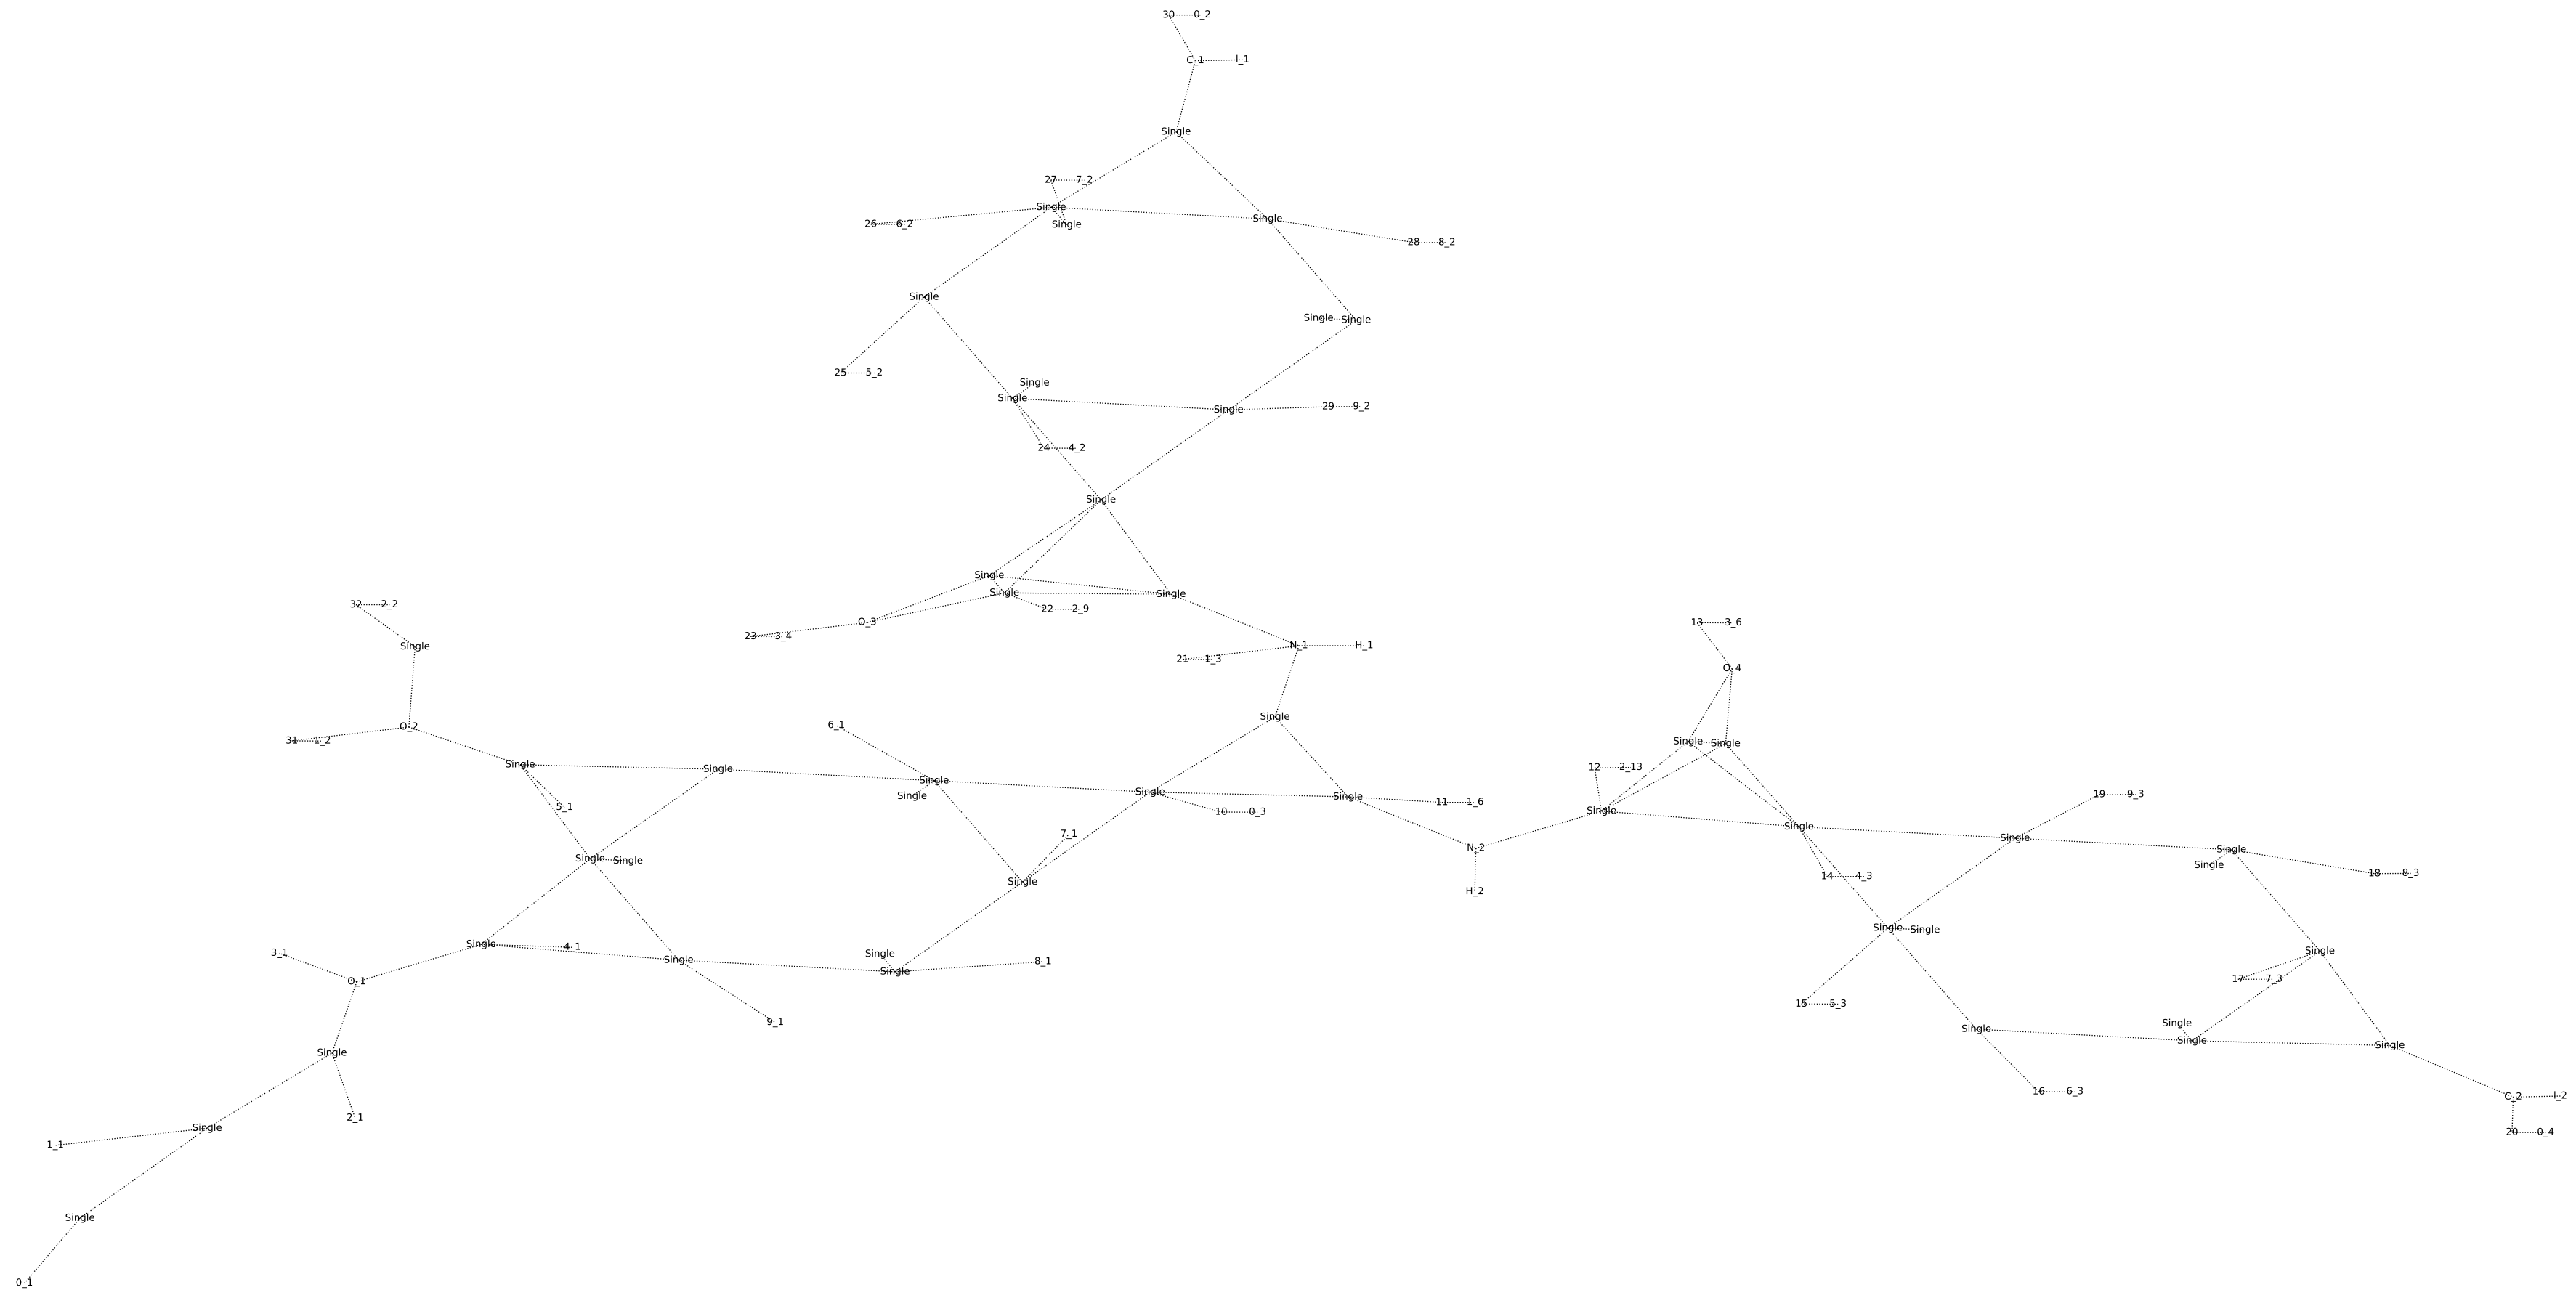 30 0_2
C_1 I_1
Single
27 7_2
Single
26 6_2 Single Single
28 8_2
Single
Single Single
25 5_2
Single
Single Single 29 9_2
24 4_2
Single
Single
Single Single
32 2_2 22 2_9
O_3 13 3_6
23 3_4
Single N_1 H_1
21 1_3
O_4
Single
O_2 6_1
31 1_2 Single Single
Single Single 12 2_13
Single
Single Single Single 19 9_3
5_1 11 1_6
10 0_3 Single
Single
7_1 Single
N_2 Single
Single Single Single
18 8_3
14 4_3
Single
H_2
Single Single
4_1 Single
3_1 Single Single
Single 8_1
Single
O_1 17 7_3
15 5_3
9_1 Single
Single
Single Single
Single
16 6_3
C_2 I_2
2_1
Single
20 0_4
1_1
Single
0_1